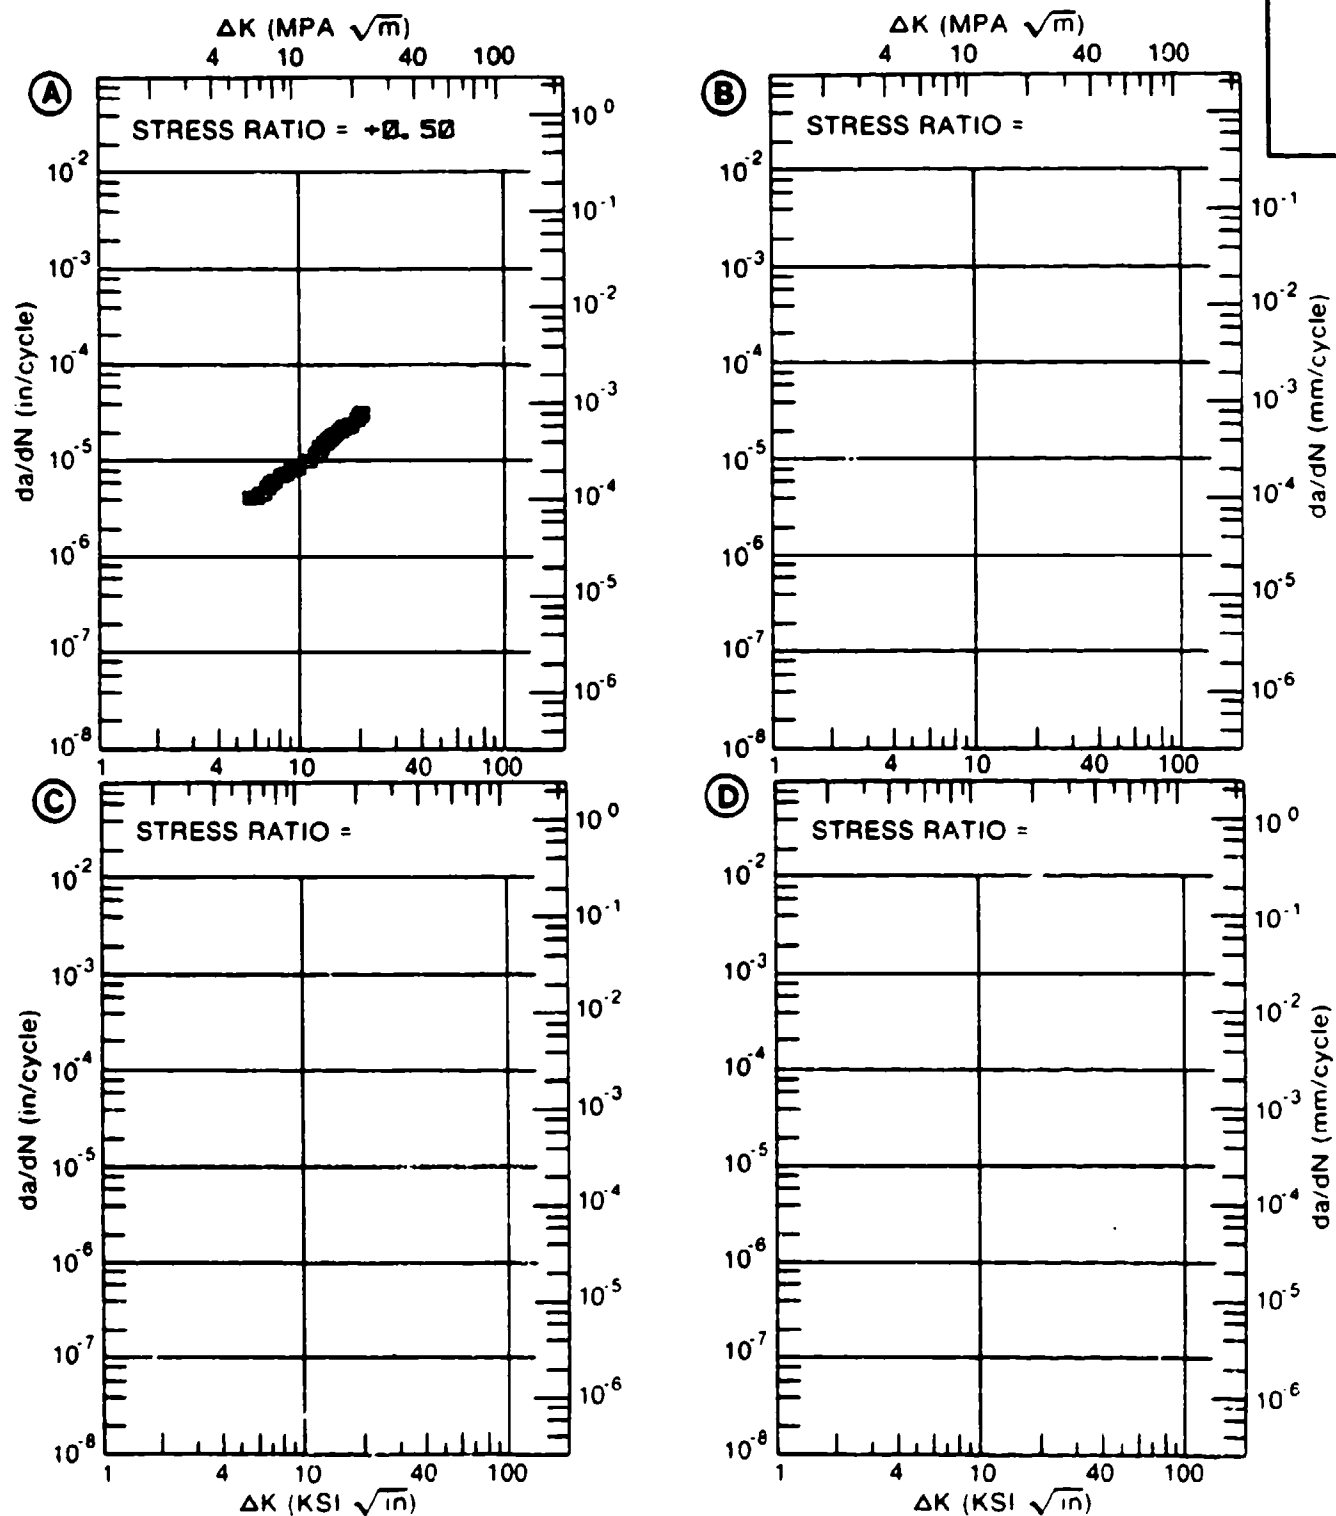 ΔK (MPA √m)
4 10 40 100
A
STRESS RATIO = +0.50
10^0
10^-2
10^-1
10^-3
10^-2
10^-4
10^-3
10^-5
10^-4
10^-6
10^-5
10^-7
10^-6
10^-8
1 4 10 40 100
da/dN (in/cycle)
ΔK (MPA √m)
4 10 40 100
B
STRESS RATIO =
10^-2
10^-1
10^-3
10^-2
10^-4
10^-3
10^-5
10^-4
10^-6
10^-5
10^-7
10^-6
10^-8
1 4 10 40 100
da/dN (mm/cycle)
C
STRESS RATIO =
10^0
10^-2
10^-1
10^-3
10^-2
10^-4
10^-3
10^-5
10^-4
10^-6
10^-5
10^-7
10^-6
10^-8
1 4 10 40 100
da/dN (in/cycle)
ΔK (KSI √in)
D
STRESS RATIO =
10^0
10^-2
10^-1
10^-3
10^-2
10^-4
10^-3
10^-5
10^-4
10^-6
10^-5
10^-7
10^-6
10^-8
1 4 10 40 100
da/dN (mm/cycle)
ΔK (KSI √in)